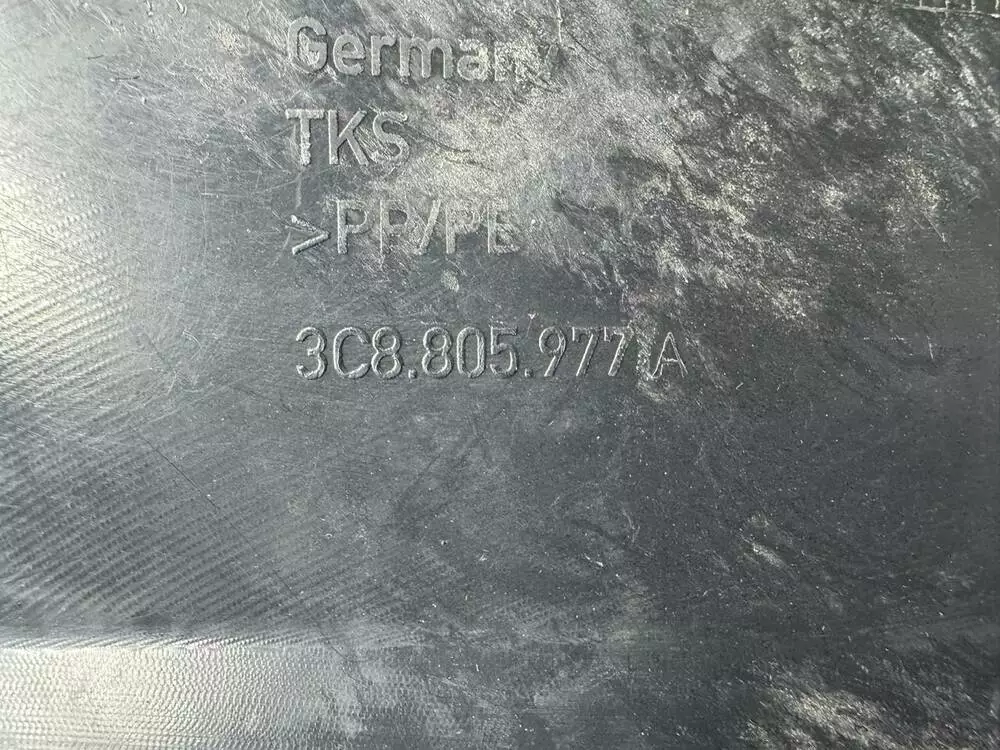 German
TKS
>PP/PE
3C8.805.977 A